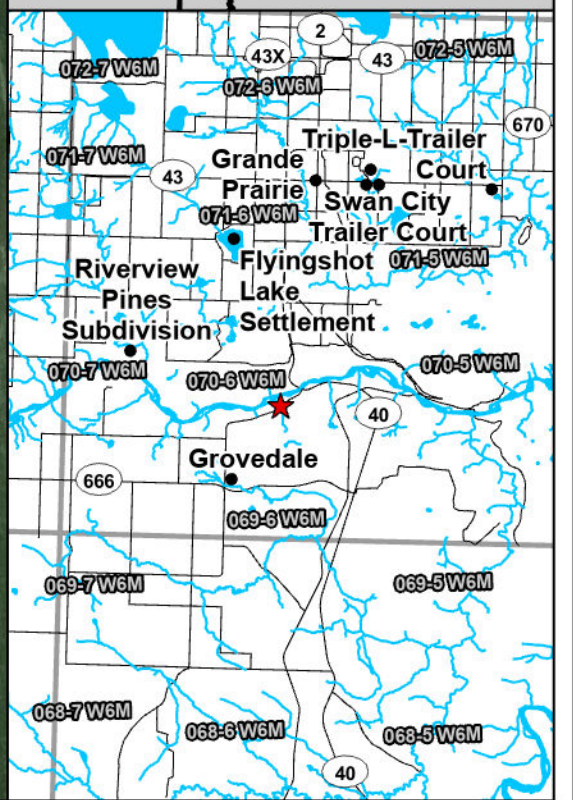 2
072-5 W6M
43X
43
072-7 W6M
072-6 W6M
670
Triple-L-Trailer
Court
071-7 W6M
Grande
Prairie
43
Swan City
Trailer Court
071-6 W6M
071-5 W6M
Flyingshot
Lake
Settlement
Riverview
Pines
Subdivision
070-7 W6M
070-6 W6M
070-5 W6M
40
Grovedale
666
069-6 W6M
069-7 W6M
069-5 W6M
068-7 W6M
068-6 W6M
068-5 W6M
40